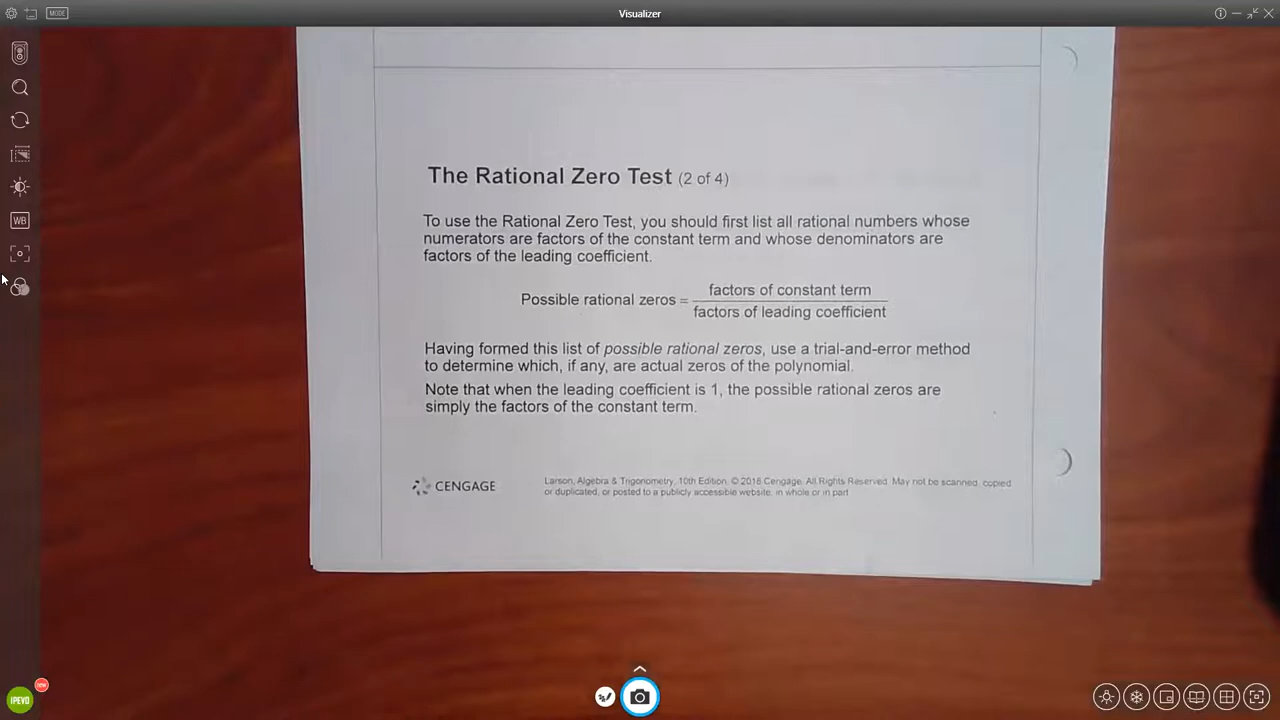 MODE
Visualizer
The Rational Zero Test (2 of 4)
To use the Rational Zero Test, you should first list all rational numbers whose
numerators are factors of the constant term and whose denominators are
factors of the leading coefficient.
Possible rational zeros = factors of constant term
factors of leading coefficient
Having formed this list of possible rational zeros, use a trial-and-error method
to determine which, if any, are actual zeros of the polynomial.
Note that when the leading coefficient is 1, the possible rational zeros are
simply the factors of the constant term.
CENGAGE
Larson, Algebra & Trigonometry, 10th Edition. © 2018 Cengage. All Rights Reserved. May not be scanned, copied
or duplicated, or posted to a publicly accessible website, in whole or in part
WB
IPEVO